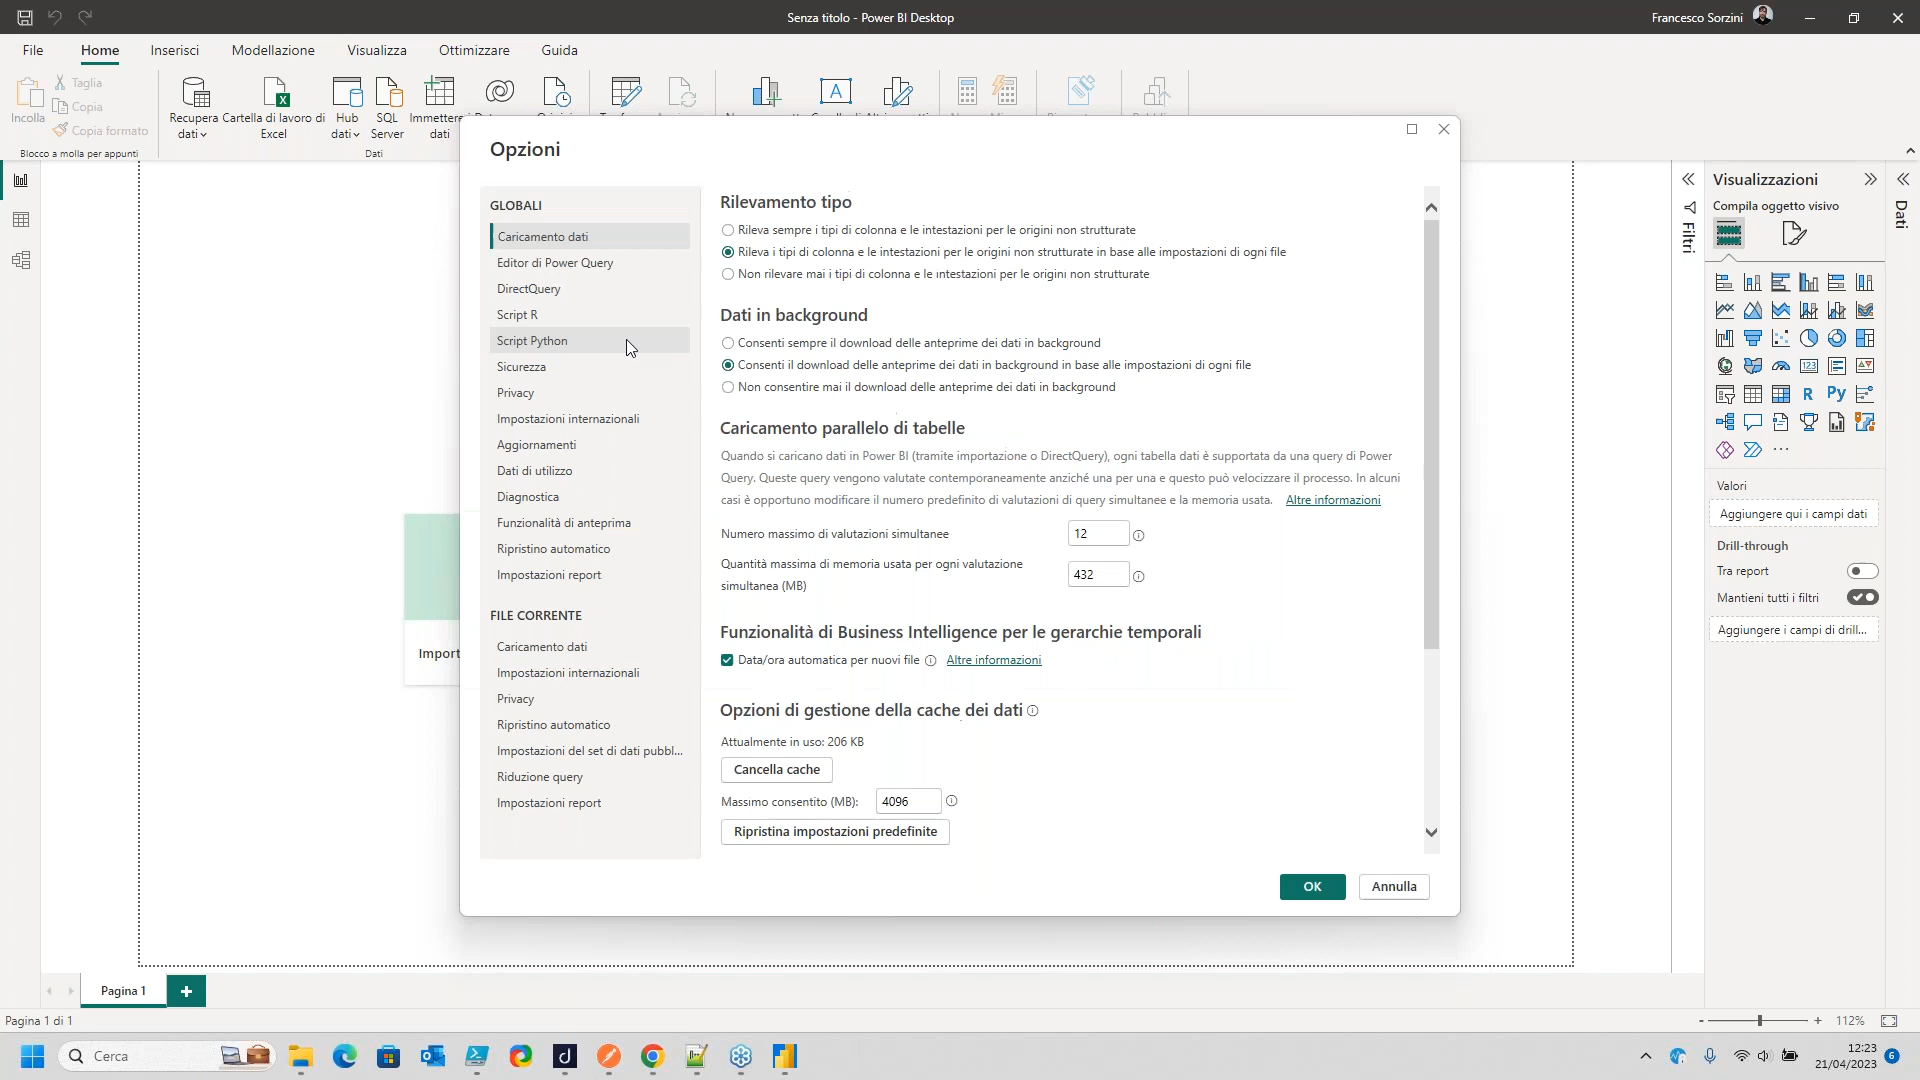 Senza titolo - Power BI Desktop
Francesco Sorzini
File
Home
Inserisci
Modellazione
Visualizza
Ottimizzare
Guida
Incolla
Taglia
Copia
Copia formato
Blocco a molla per appunti
Recupera
dati
Cartella di lavoro di
Excel
Hub
dati
SQL
Server
Immettere
dati
Dati
Opzioni
GLOBALI
Caricamento dati
Editor di Power Query
DirectQuery
Script R
Script Python
Sicurezza
Privacy
Impostazioni internazionali
Aggiornamenti
Dati di utilizzo
Diagnostica
Funzionalità di anteprima
Ripristino automatico
Impostazioni report
FILE CORRENTE
Caricamento dati
Impostazioni internazionali
Privacy
Ripristino automatico
Impostazioni del set di dati pubbl...
Riduzione query
Impostazioni report
Rilevamento tipo
Rileva sempre i tipi di colonna e le intestazioni per le origini non strutturate
Rileva i tipi di colonna e le intestazioni per le origini non strutturate in base alle impostazioni di ogni file
Non rilevare mai i tipi di colonna e le intestazioni per le origini non strutturate
Dati in background
Consenti sempre il download delle anteprime dei dati in background
Consenti il download delle anteprime dei dati in background in base alle impostazioni di ogni file
Non consentire mai il download delle anteprime dei dati in background
Caricamento parallelo di tabelle
Quando si caricano dati in Power BI (tramite importazione o DirectQuery), ogni tabella dati è supportata da una query di Power
Query. Queste query vengono valutate contemporaneamente anziché una per una e questo può velocizzare il processo. In alcuni
casi è opportuno modificare il numero predefinito di valutazioni di query simultanee e la memoria usata. Altre informazioni
Numero massimo di valutazioni simultanee
12
Quantità massima di memoria usata per ogni valutazione
simultanea (MB)
432
Funzionalità di Business Intelligence per le gerarchie temporali
Data/ora automatica per nuovi file Altre informazioni
Opzioni di gestione della cache dei dati
Attualmente in uso: 206 KB
Cancella cache
Massimo consentito (MB): 4096
Ripristina impostazioni predefinite
OK
Annulla
Import
Filtri
Visualizzazioni
Compila oggetto visivo
Dati
123
R
Py
Valori
Aggiungere qui i campi dati
Drill-through
Tra report
Mantieni tutti i filtri
Aggiungere i campi di drill...
Pagina 1
Pagina 1 di 1
112%
Cerca
12:23
21/04/2023
6